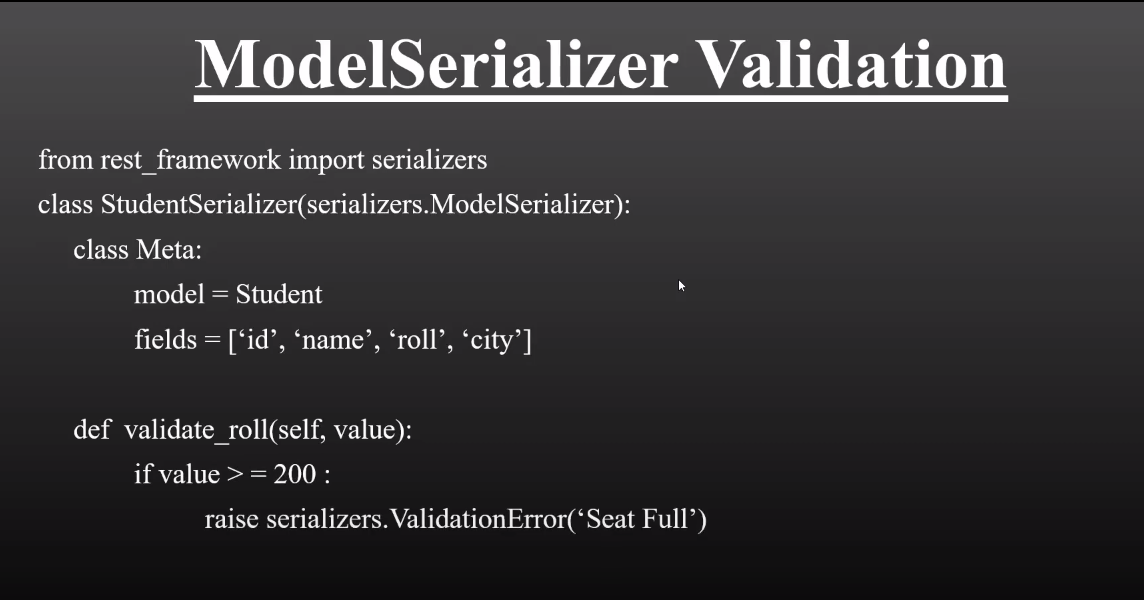 ModelSerializer Validation
from rest_framework import serializers
class StudentSerializer(serializers.ModelSerializer):
class Meta:
model = Student
fields = [‘id’, ‘name’, ‘roll’, ‘city’]
def  validate_roll(self, value):
if value > = 200 :
raise serializers.ValidationError(‘Seat Full’)